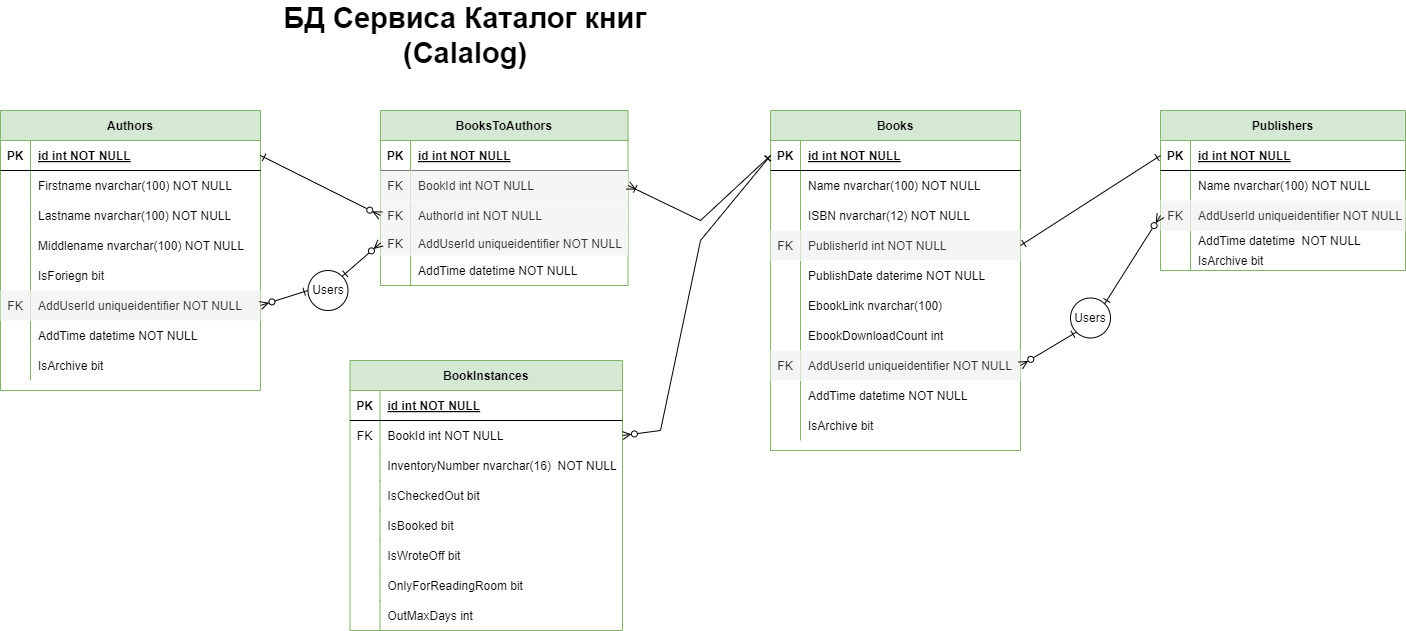 БД Сервиса Каталог книг
(Calalog)
Authors
PK id int NOT NULL
Firstname nvarchar(100) NOT NULL
Lastname nvarchar(100) NOT NULL
Middlename nvarchar(100) NOT NULL
IsForiegn bit
FK AddUserId uniqueidentifier NOT NULL
AddTime datetime NOT NULL
IsArchive bit
Users
BooksToAuthors
PK id int NOT NULL
FK BookId int NOT NULL
FK AuthorId int NOT NULL
FK AddUserId uniqueidentifier NOT NULL
AddTime datetime NOT NULL
BookInstances
PK id int NOT NULL
FK BookId int NOT NULL
InventoryNumber nvarchar(16) NOT NULL
IsCheckedOut bit
IsBooked bit
IsWroteOff bit
OnlyForReadingRoom bit
OutMaxDays int
Books
PK id int NOT NULL
Name nvarchar(100) NOT NULL
ISBN nvarchar(12) NOT NULL
FK PublisherId int NOT NULL
PublishDate daterime NOT NULL
EbookLink nvarchar(100)
EbookDownloadCount int
FK AddUserId uniqueidentifier NOT NULL
AddTime datetime NOT NULL
IsArchive bit
Users
Publishers
PK id int NOT NULL
Name nvarchar(100) NOT NULL
FK AddUserId uniqueidentifier NOT NULL
AddTime datetime NOT NULL
IsArchive bit